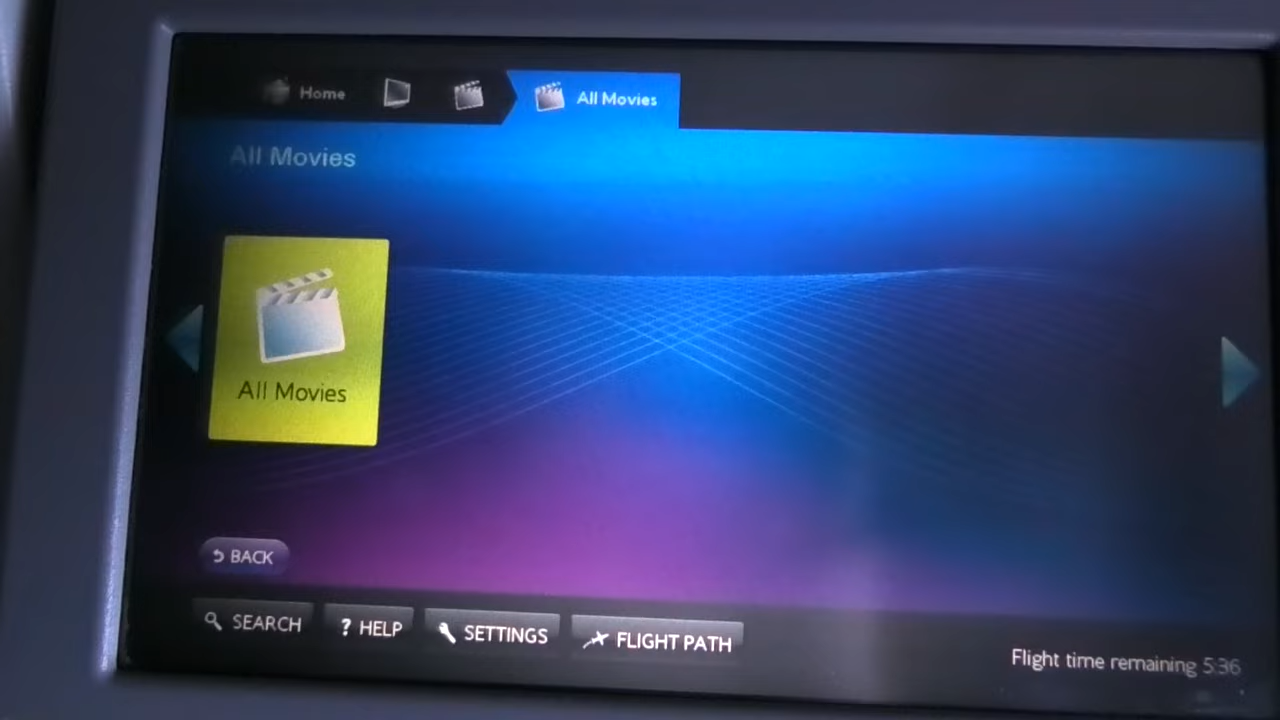 Home
All Movies
All Movies
All Movies
BACK
SEARCH
? HELP
SETTINGS
FLIGHT PATH
Flight time remaining 5:36